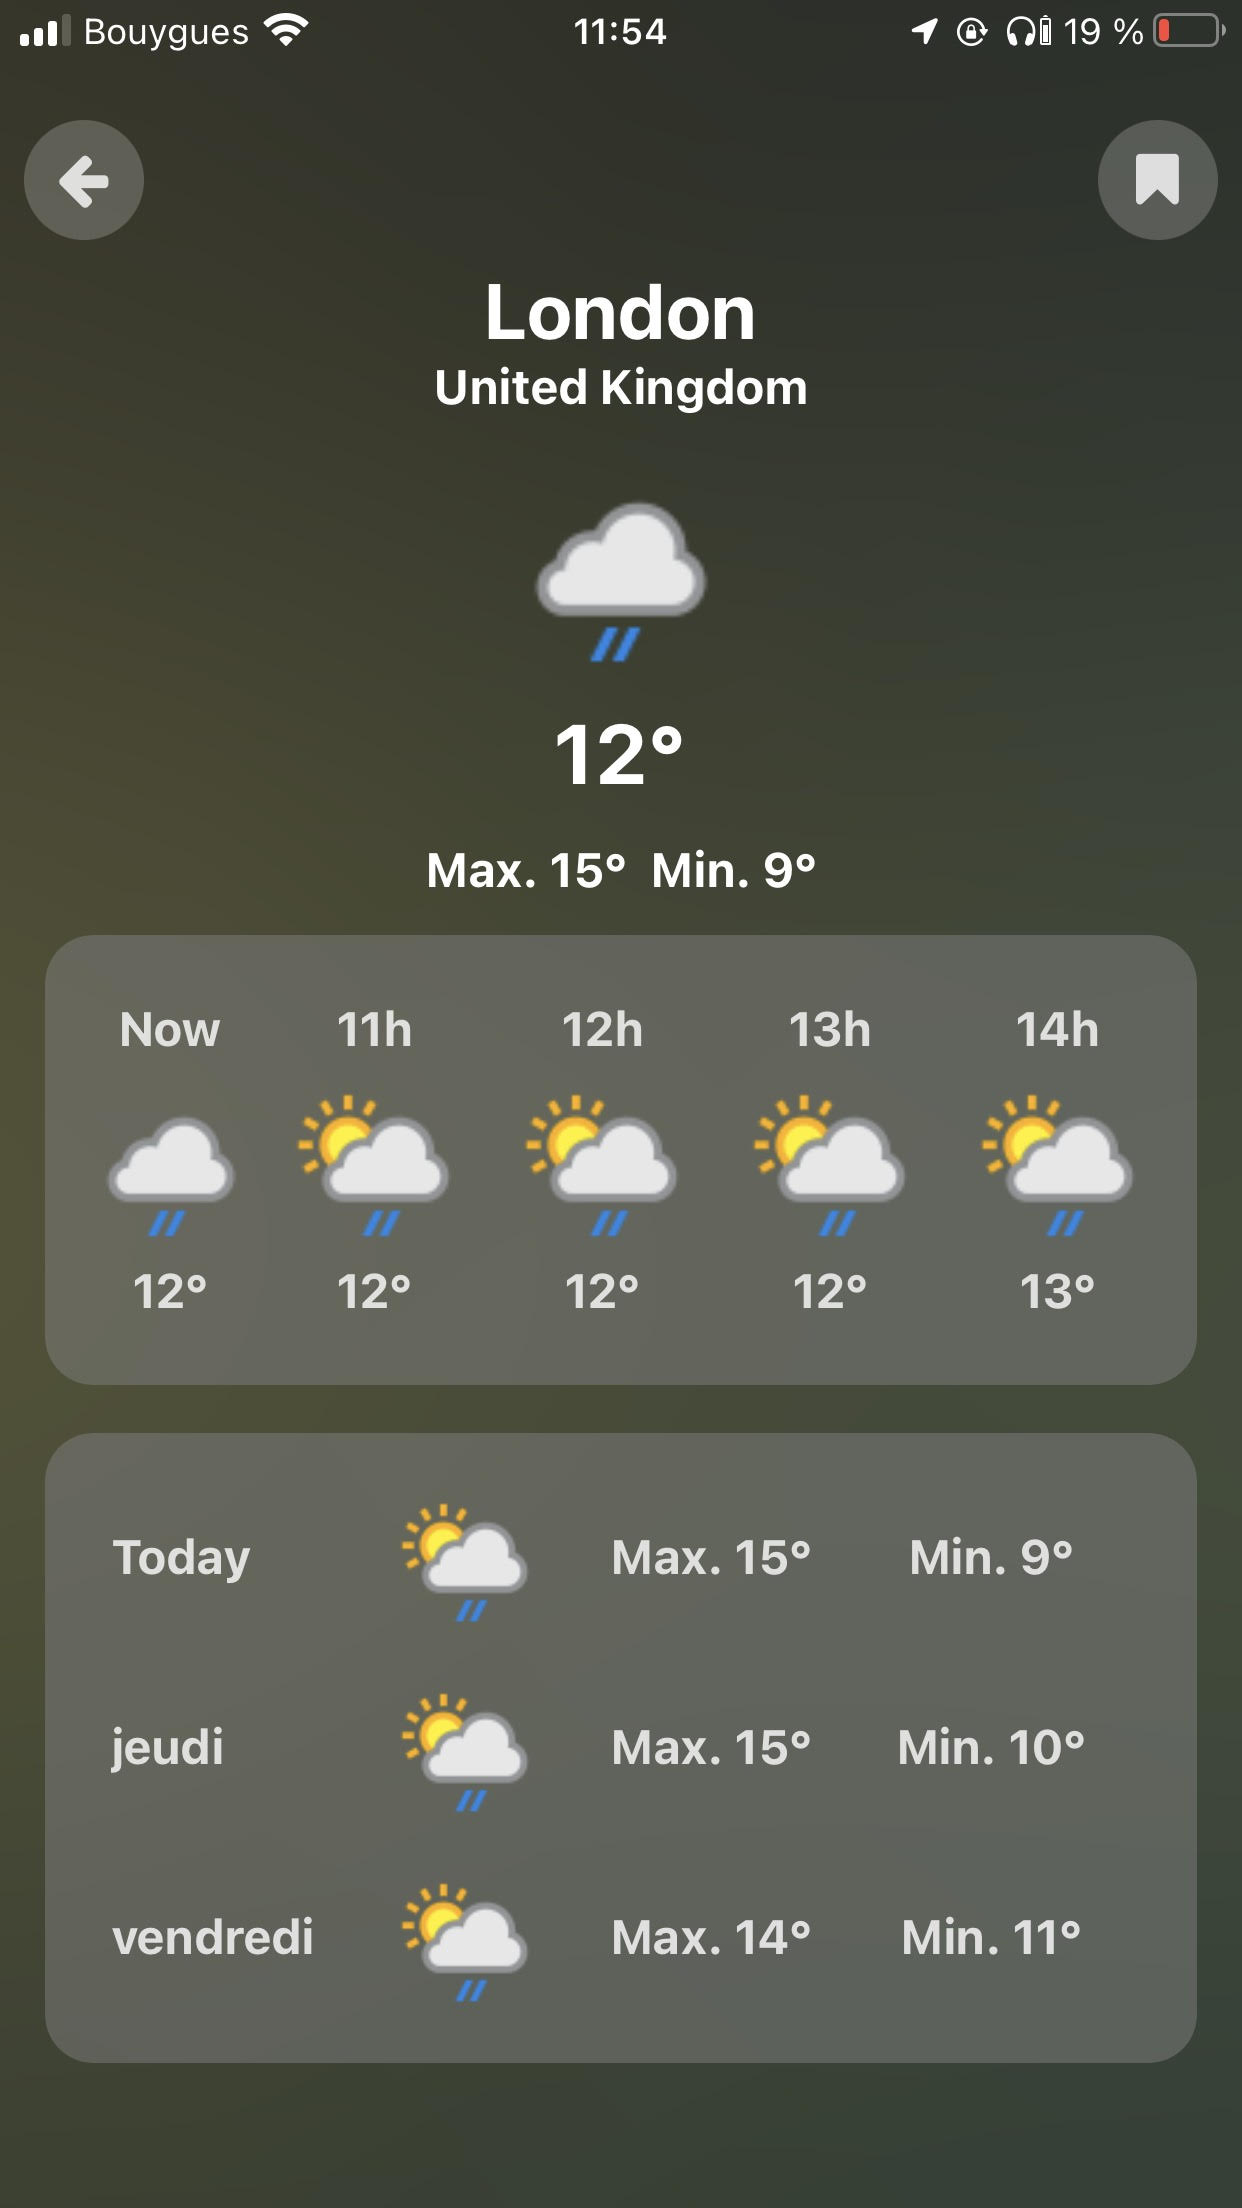 Bouygues 11:54 19 %
London
United Kingdom
12°
Max. 15° Min. 9°
Now 11h 12h 13h 14h
12° 12° 12° 12° 13°
Today Max. 15° Min. 9°
jeudi Max. 15° Min. 10°
vendredi Max. 14° Min. 11°